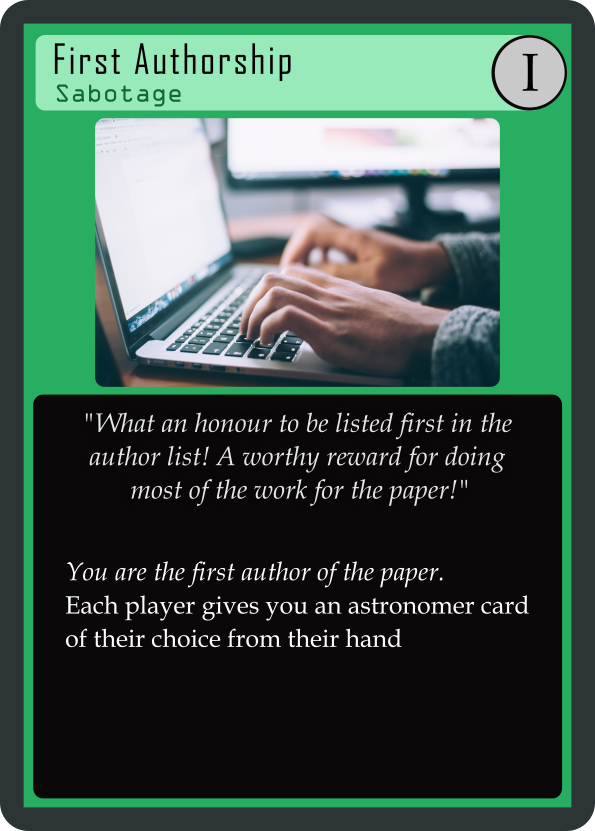 First Authorship
I
Sabotage
"What an honour to be listed first in the
author list! A worthy reward for doing
most of the work for the paper!"
You are the first author of the paper.
Each player gives you an astronomer card
of their choice from their hand